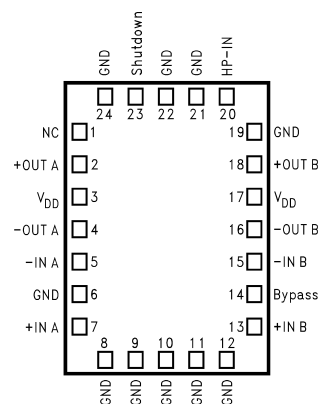 GND Shutdown GND GND HP-IN
24 23 22 21 20
NC 1 19 GND
+OUT A 2 18 +OUT B
VDD 3 17 VDD
−OUT A 4 16 −OUT B
−IN A 5 15 −IN B
GND 6 14 Bypass
+IN A 7 13 +IN B
8 9 10 11 12
GND GND GND GND GND